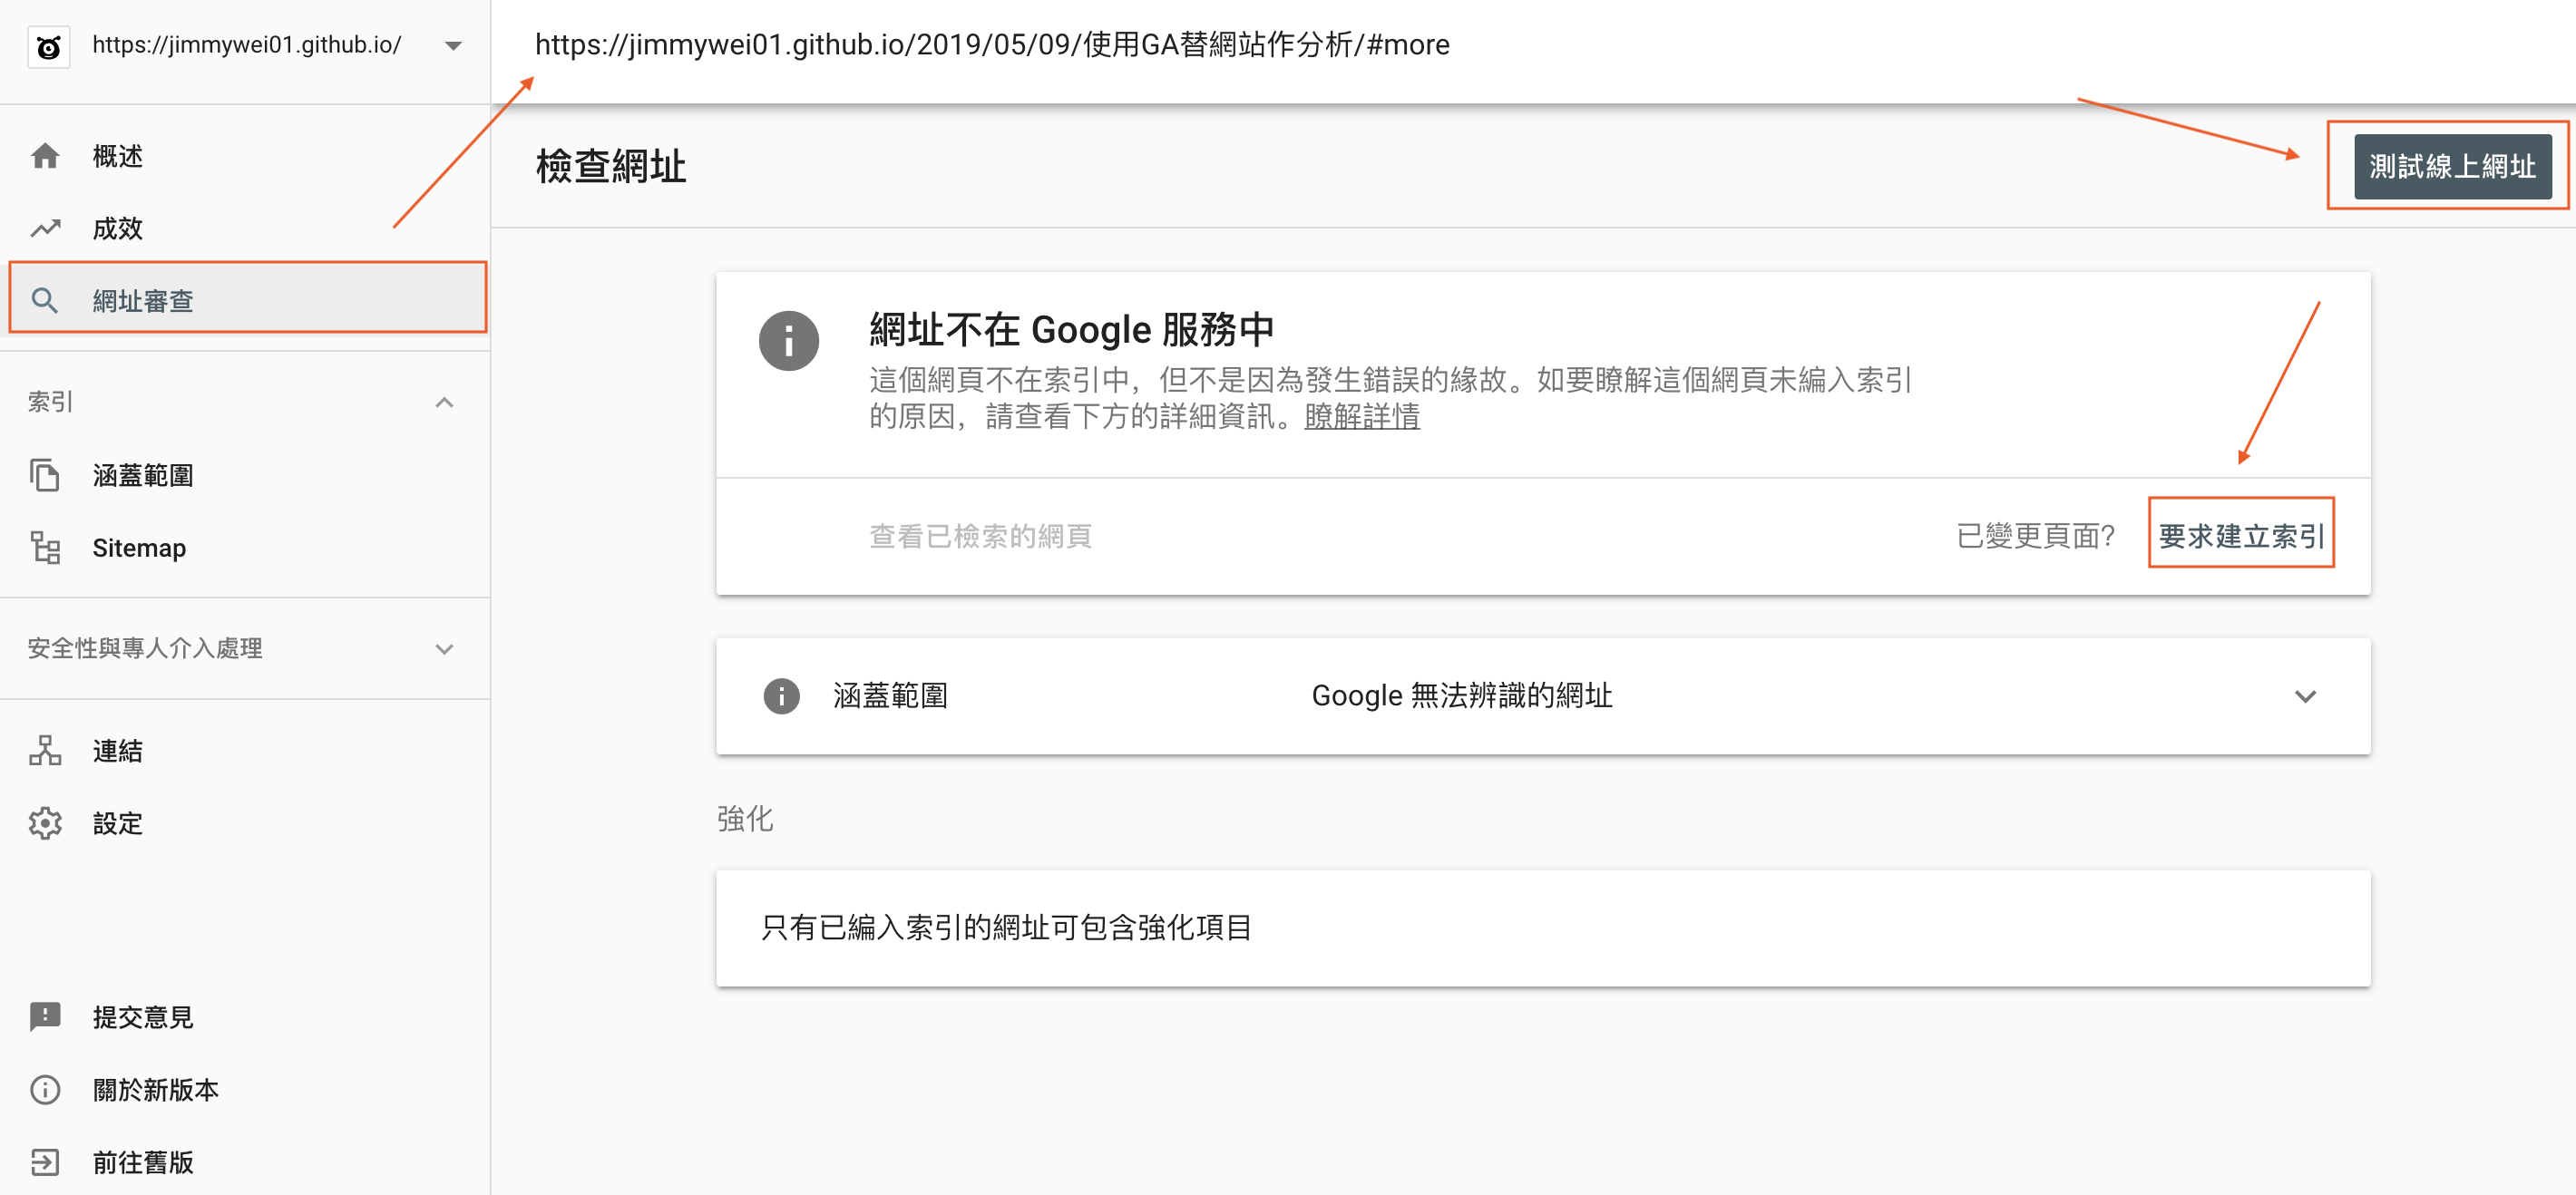 https://jimmywei01.github.io/
概述
成效
網址審查
索引
涵蓋範圍
Sitemap
安全性與專人介入處理
連結
設定
提交意見
關於新版本
前往舊版
https://jimmywei01.github.io/2019/05/09/使用GA替網站作分析/#more
檢查網址
測試線上網址
網址不在 Google 服務中
這個網頁不在索引中，但不是因為發生錯誤的緣故。如要瞭解這個網頁未編入索引
的原因，請查看下方的詳細資訊。瞭解詳情
查看已檢索的網頁
已變更頁面?
要求建立索引
涵蓋範圍
Google 無法辨識的網址
強化
只有已編入索引的網址可包含強化項目